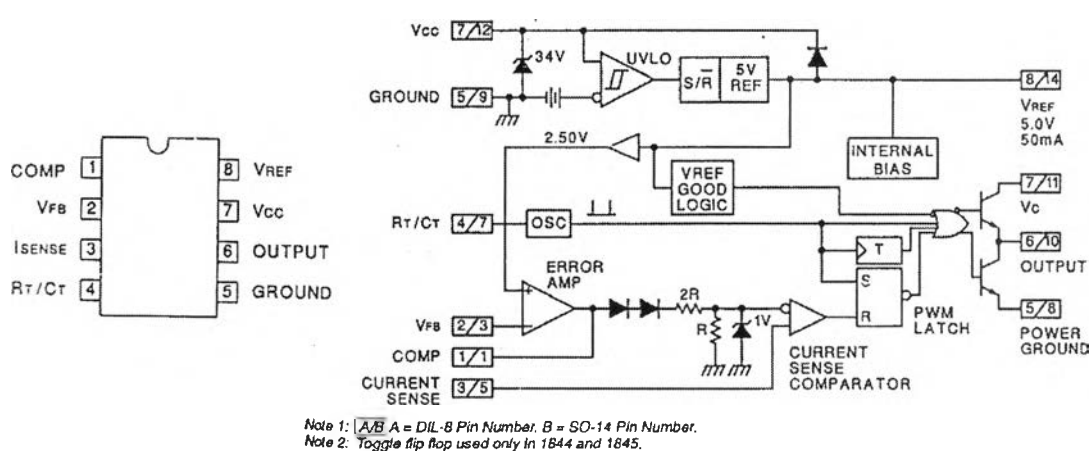 COMP 1
VFB 2
ISENSE 3
RT/CT 4
8 VREF
7 VCC
6 OUTPUT
5 GROUND
VCC 7/12
34V
UVLO
S/R
5V REF
8/14
VREF
5.0V
50mA
GROUND 5/9
2.50V
INTERNAL
BIAS
VREF
GOOD
LOGIC
7/11
VC
RT/CT 4/7
OSC
T
6/10
OUTPUT
ERROR
AMP
2R
S
VFB 2/3
R
1V
R
PWM
LATCH
5/8
POWER
GROUND
COMP 1/1
CURRENT
SENSE
COMPARATOR
CURRENT
SENSE
3/5
Note 1: A/B A = DIL-8 Pin Number. B = SO-14 Pin Number.
Note 2: Toggle flip flop used only in 1844 and 1845.